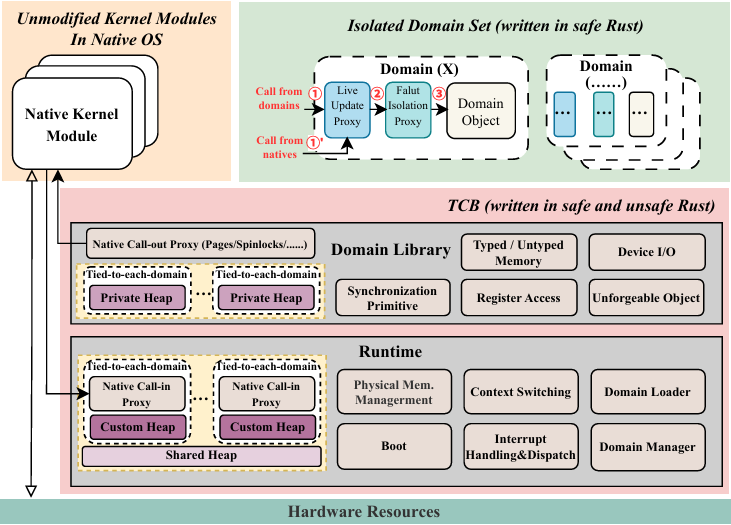 Unmodified Kernel Modules
In Native OS
Native Kernel
Module
Isolated Domain Set (written in safe Rust)
Domain (X)
Call from
domains
①
Live
Update
Proxy
②
Falut
Isolation
Proxy
③
Domain
Object
Call from
natives
①'
Domain
(......)
...
...
...
TCB (written in safe and unsafe Rust)
Native Call-out Proxy (Pages/Spinlocks/......)
Domain Library
Typed / Untyped
Memory
Device I/O
Tied-to-each-domain
Private Heap
...
Tied-to-each-domain
Private Heap
Synchronization
Primitive
Register Access
Unforgeable Object
Runtime
Tied-to-each-domain
Native Call-in
Proxy
Custom Heap
...
Tied-to-each-domain
Native Call-in
Proxy
Custom Heap
Shared Heap
Physical Mem.
Managerment
Context Switching
Domain Loader
Boot
Interrupt
Handling&Dispatch
Domain Manager
Hardware Resources